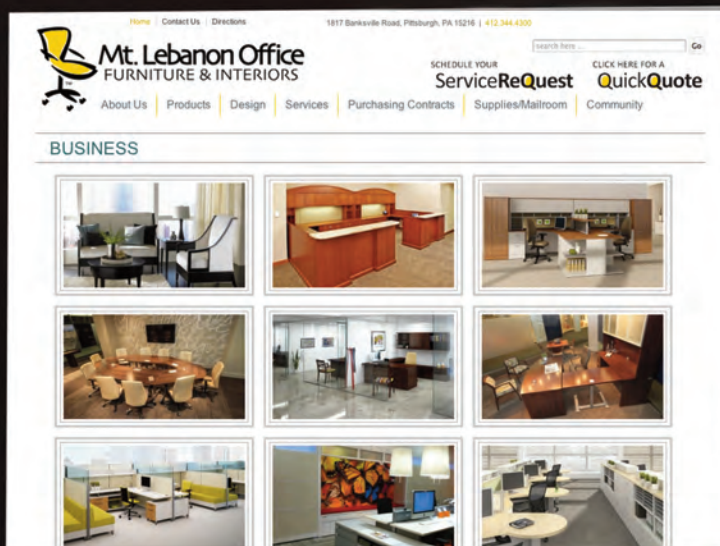 Home | Contact Us | Directions
1817 Banksville Road, Pittsburgh, PA 15216 | 412.344.4300
search here ...
Go
Mt. Lebanon Office
FURNITURE & INTERIORS
SCHEDULE YOUR
ServiceReQuest
CLICK HERE FOR A
QuickQuote
About Us | Products | Design | Services | Purchasing Contracts | Supplies/Mailroom | Community
BUSINESS